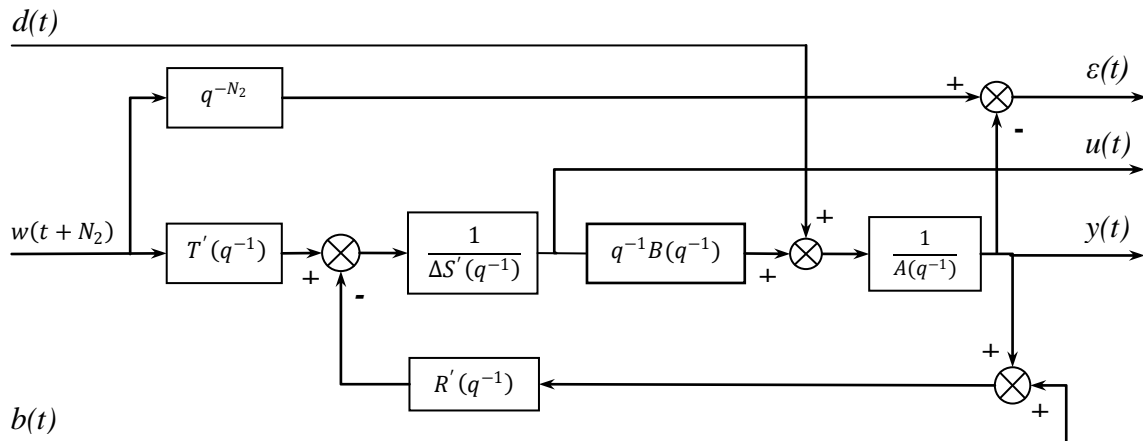 d(t)
q^{-N_2}
+
ε(t)
-
u(t)
w(t + N_2)
T′(q^{-1})
+
-
1
ΔS′(q^{-1})
q^{-1}B(q^{-1})
+
+
1
A(q^{-1})
y(t)
R′(q^{-1})
+
+
b(t)